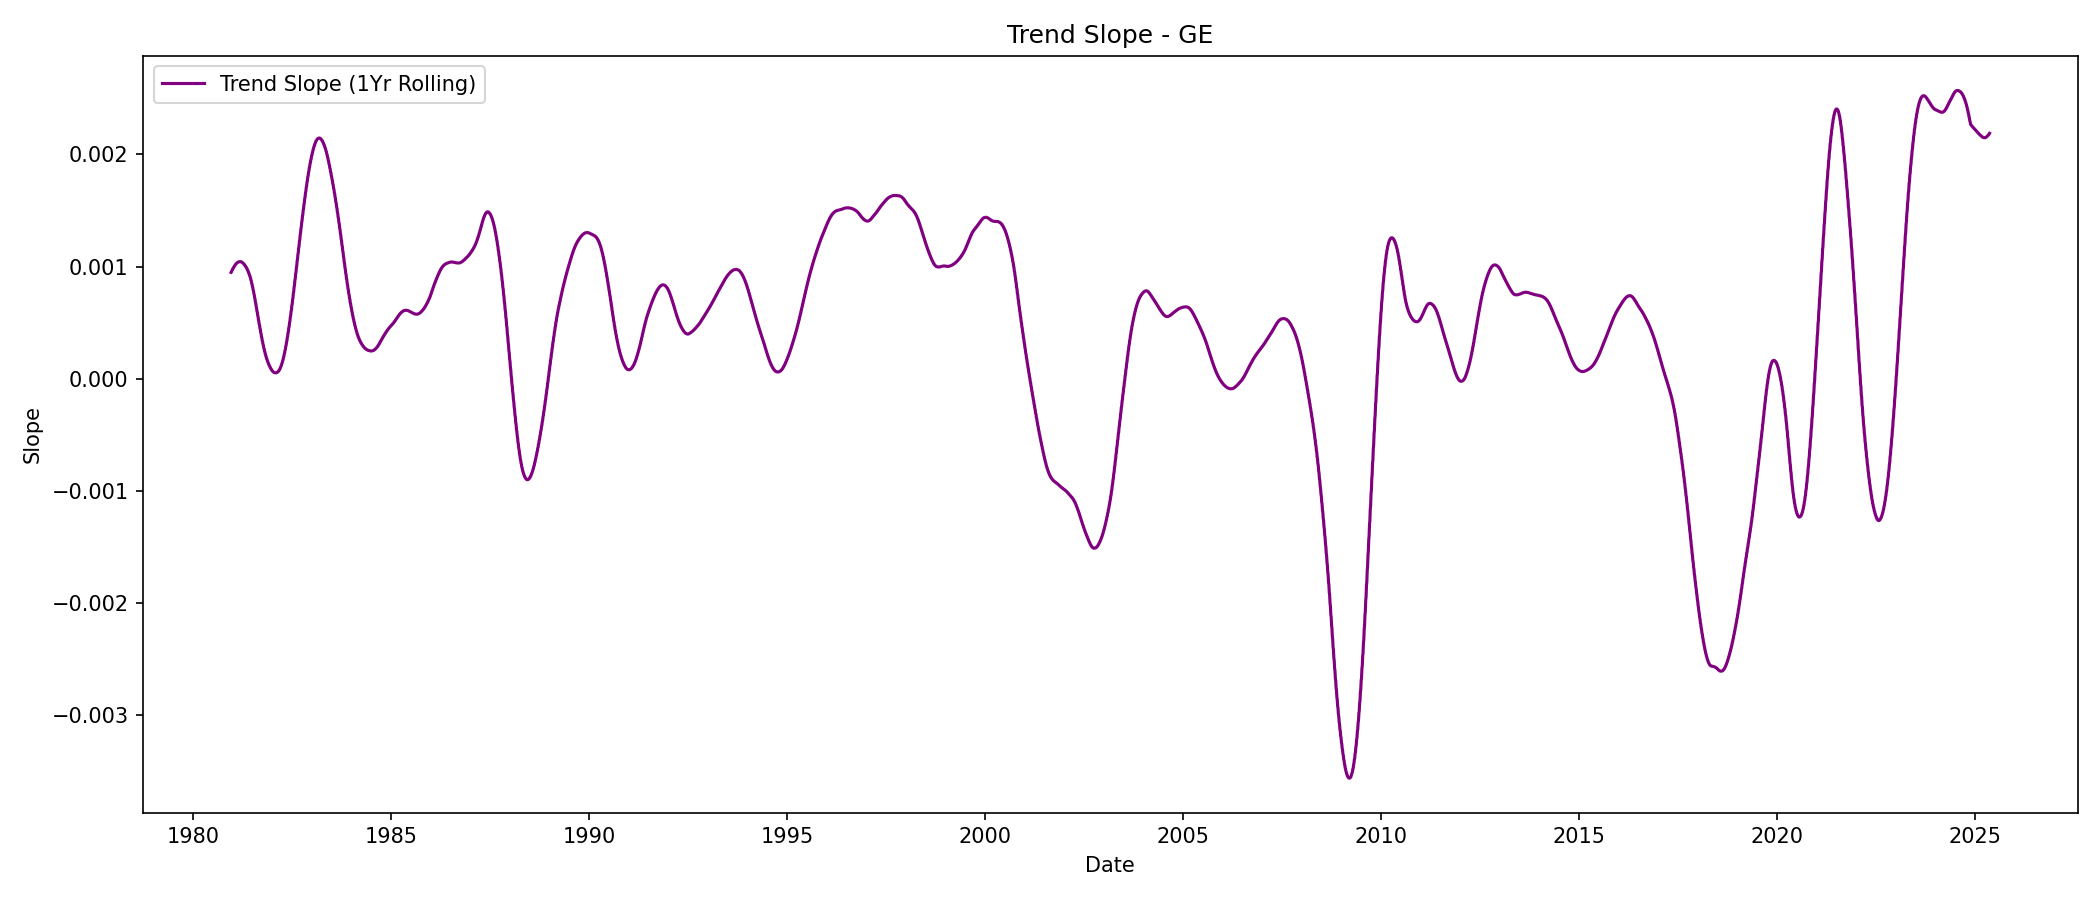 Trend Slope - GE
Trend Slope (1Yr Rolling)
0.002
0.001
0.000
−0.001
−0.002
−0.003
Slope
1980 1985 1990 1995 2000 2005 2010 2015 2020 2025
Date